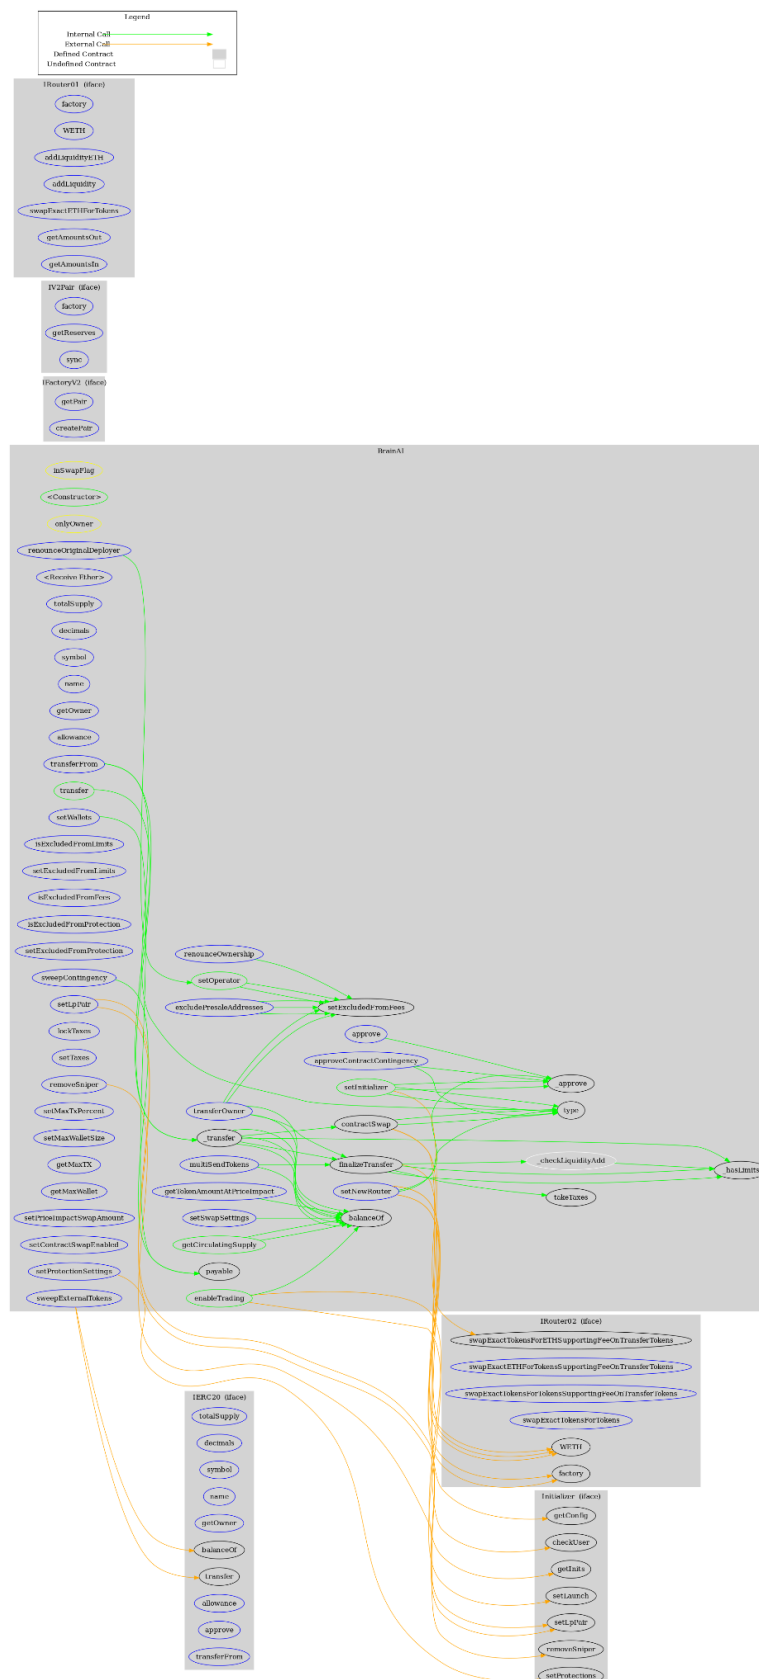 Legend
Internal Call
External Call
Defined Contract
Undefined Contract
IRouter01 (iface)
factory
WETH
addLiquidityETH
addLiquidity
swapExactETHForTokens
getAmountsOut
getAmountsIn
IV2Pair (iface)
factory
getReserves
sync
IFactoryV2 (iface)
getPair
createPair
BrainAI
inSwapFlag
<Constructor>
onlyOwner
renounceOriginalDeployer
<Receive Ether>
totalSupply
decimals
symbol
name
getOwner
allowance
transferFrom
transfer
setWallets
isExcludedFromLimits
setExcludedFromLimits
isExcludedFromFees
isExcludedFromProtection
setExcludedFromProtection
sweepContingency
setLpPair
lockTaxes
setTaxes
removeSniper
setMaxTxPercent
setMaxWalletSize
getMaxTX
getMaxWallet
setPriceImpactSwapAmount
setContractSwapEnabled
setProtectionSettings
sweepExternalTokens
renounceOwnership
setOperator
excludePresaleAddresses
transferOwner
_transfer
multiSendTokens
getTokenAmountAtPriceImpact
setSwapSettings
getCirculatingSupply
payable
enableTrading
setExcludedFromFees
approve
approveContractContingency
setInitializer
contractSwap
finalizeTransfer
setNewRouter
balanceOf
_approve
type
_checkLiquidityAdd
takeTaxes
_hasLimits
IRouter02 (iface)
swapExactTokensForETHSupportingFeeOnTransferTokens
swapExactETHForTokensSupportingFeeOnTransferTokens
swapExactTokensForTokensSupportingFeeOnTransferTokens
swapExactTokensForTokens
WETH
factory
IERC20 (iface)
totalSupply
decimals
symbol
name
getOwner
balanceOf
transfer
allowance
approve
transferFrom
Initializer (iface)
getConfig
checkUser
getInits
setLaunch
setLpPair
removeSniper
setProtections